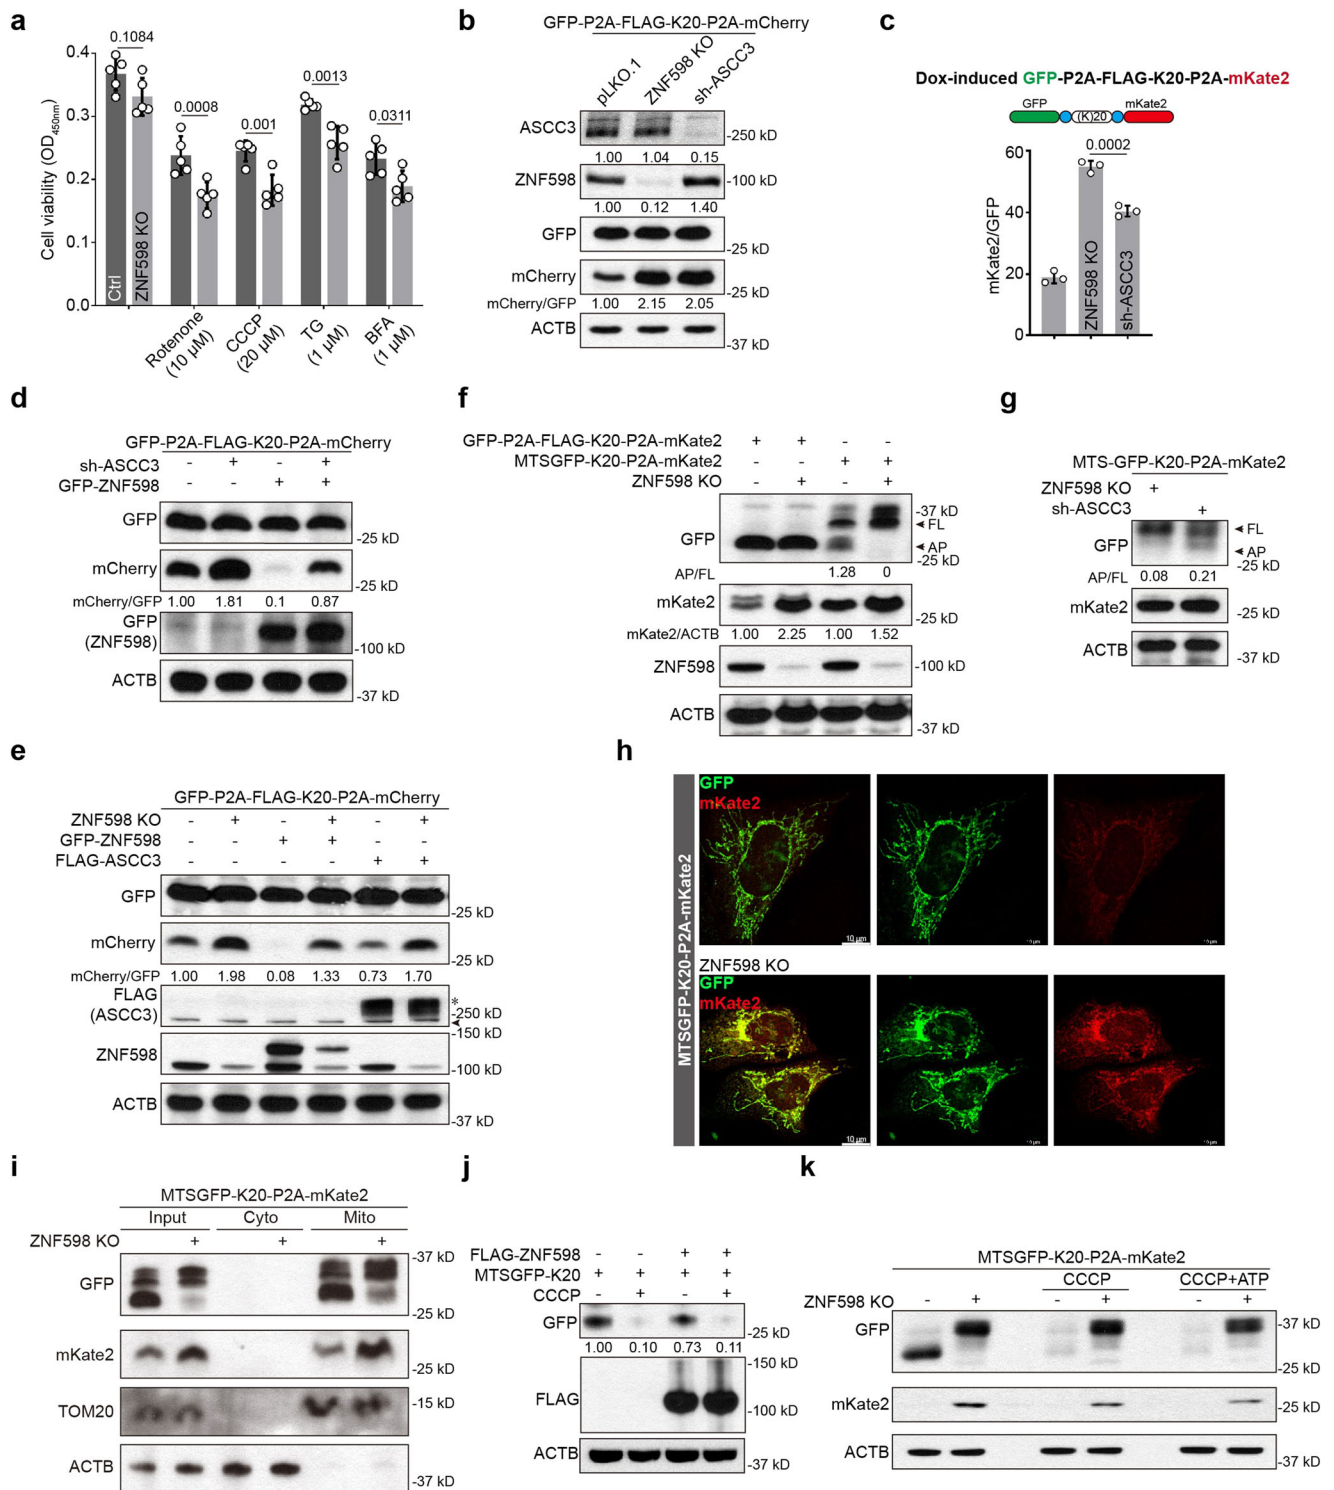 a
Cell viability (OD450nm)
0.4
0.3
0.2
0.1
0.0
0.1084
0.0008
0.001
0.0013
0.0311
Ctrl
ZNF598 KO
Rotenone
(10 µM)
CCCP
(20 µM)
TG
(1 µM)
BFA
(1 µM)
b
GFP-P2A-FLAG-K20-P2A-mCherry
pLKO.1
ZNF598 KO
sh-ASCC3
ASCC3
-250 kD
1.00 1.04 0.15
ZNF598
-100 kD
1.00 0.12 1.40
GFP
-25 kD
mCherry
-25 kD
mCherry/GFP 1.00 2.15 2.05
ACTB
-37 kD
c
Dox-induced GFP-P2A-FLAG-K20-P2A-mKate2
GFP (K)20 mKate2
mKate2/GFP
60
40
20
0
0.0002
ZNF598 KO
sh-ASCC3
d
GFP-P2A-FLAG-K20-P2A-mCherry
sh-ASCC3 - + - +
GFP-ZNF598 - - + +
GFP
-25 kD
mCherry
-25 kD
mCherry/GFP 1.00 1.81 0.1 0.87
GFP
(ZNF598)
-100 kD
ACTB
-37 kD
e
GFP-P2A-FLAG-K20-P2A-mCherry
ZNF598 KO - + - + - +
GFP-ZNF598 - - + + - -
FLAG-ASCC3 - - - - + +
GFP
-25 kD
mCherry
-25 kD
mCherry/GFP 1.00 1.98 0.08 1.33 0.73 1.70
FLAG
(ASCC3)
*
-250 kD
-150 kD
ZNF598
-100 kD
ACTB
-37 kD
f
GFP-P2A-FLAG-K20-P2A-mKate2 + + - -
MTSGFP-K20-P2A-mKate2 - - + +
ZNF598 KO - + - +
GFP
-37 kD
FL
AP
-25 kD
AP/FL 1.28 0
mKate2
-25 kD
mKate2/ACTB 1.00 2.25 1.00 1.52
ZNF598
-100 kD
ACTB
-37 kD
g
MTS-GFP-K20-P2A-mKate2
ZNF598 KO +
sh-ASCC3 +
GFP
FL
AP
-25 kD
AP/FL 0.08 0.21
mKate2
-25 kD
ACTB
-37 kD
h
MTSGFP-K20-P2A-mKate2
GFP
mKate2
10 µm
10 µm
10 µm
ZNF598 KO
GFP
mKate2
10 µm
10 µm
10 µm
i
MTSGFP-K20-P2A-mKate2
Input Cyto Mito
ZNF598 KO - + - + - +
GFP
-37 kD
-25 kD
mKate2
-25 kD
TOM20
-15 kD
ACTB
-37 kD
j
FLAG-ZNF598 - - + +
MTSGFP-K20 + + + +
CCCP - + - +
GFP
-25 kD
1.00 0.10 0.73 0.11
-150 kD
FLAG
-100 kD
ACTB
-37 kD
k
MTSGFP-K20-P2A-mKate2
CCCP CCCP+ATP
ZNF598 KO - + - + - +
GFP
-37 kD
-25 kD
mKate2
-25 kD
ACTB
-37 kD